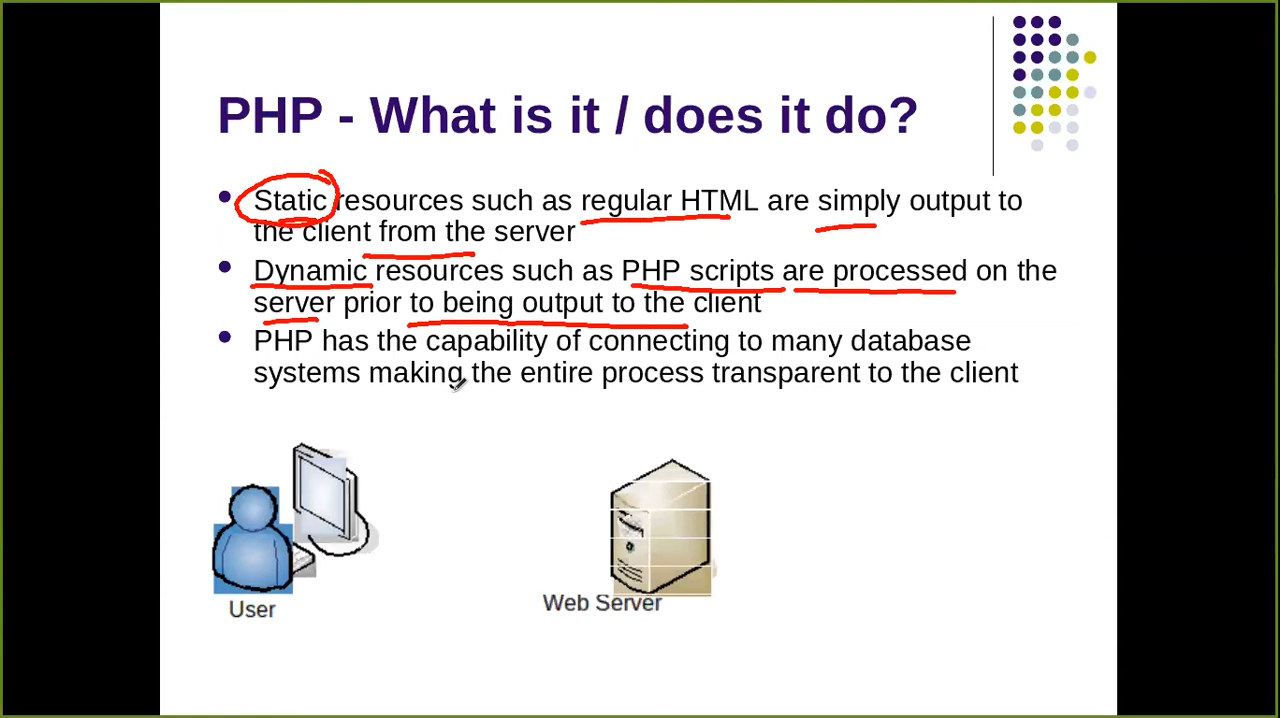 PHP - What is it / does it do?
Static resources such as regular HTML are simply output to
the client from the server
Dynamic resources such as PHP scripts are processed on the
server prior to being output to the client
PHP has the capability of connecting to many database
systems making the entire process transparent to the client
User
Web Server